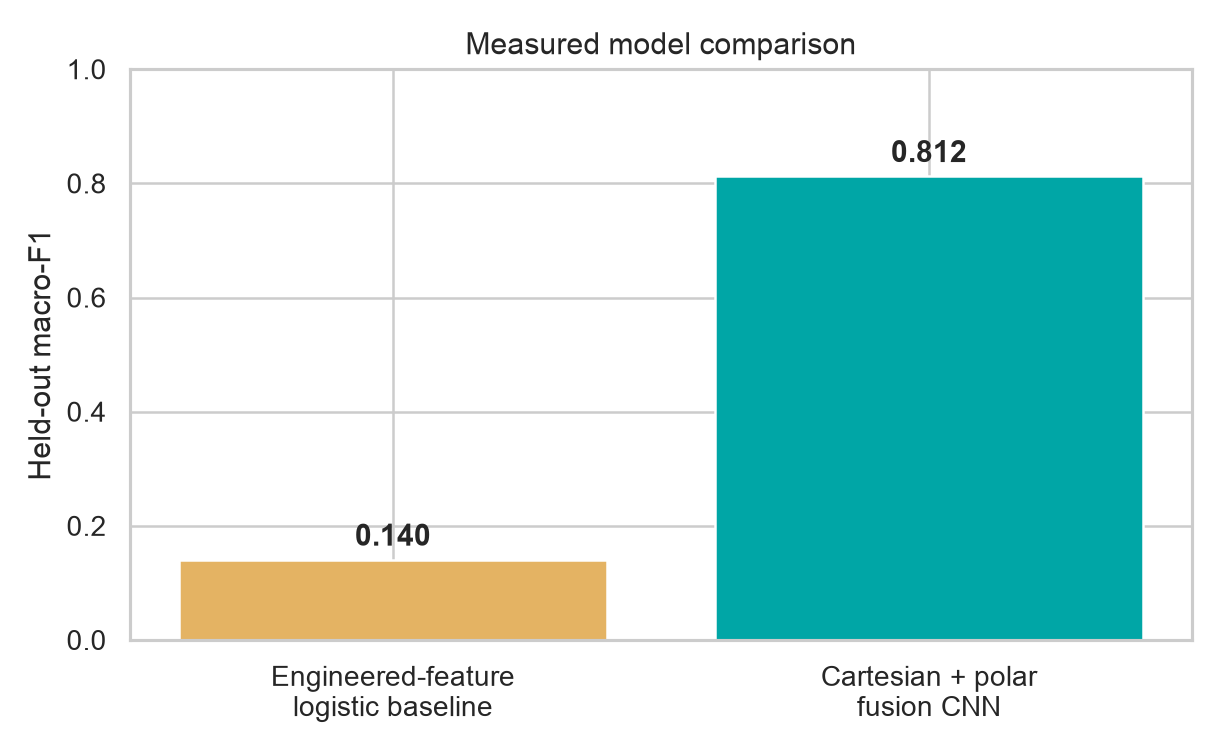 Measured model comparison
1.0
0.8
0.6
0.4
0.2
0.0
Held-out macro-F1
0.140
0.812
Engineered-feature
logistic baseline
Cartesian + polar
fusion CNN